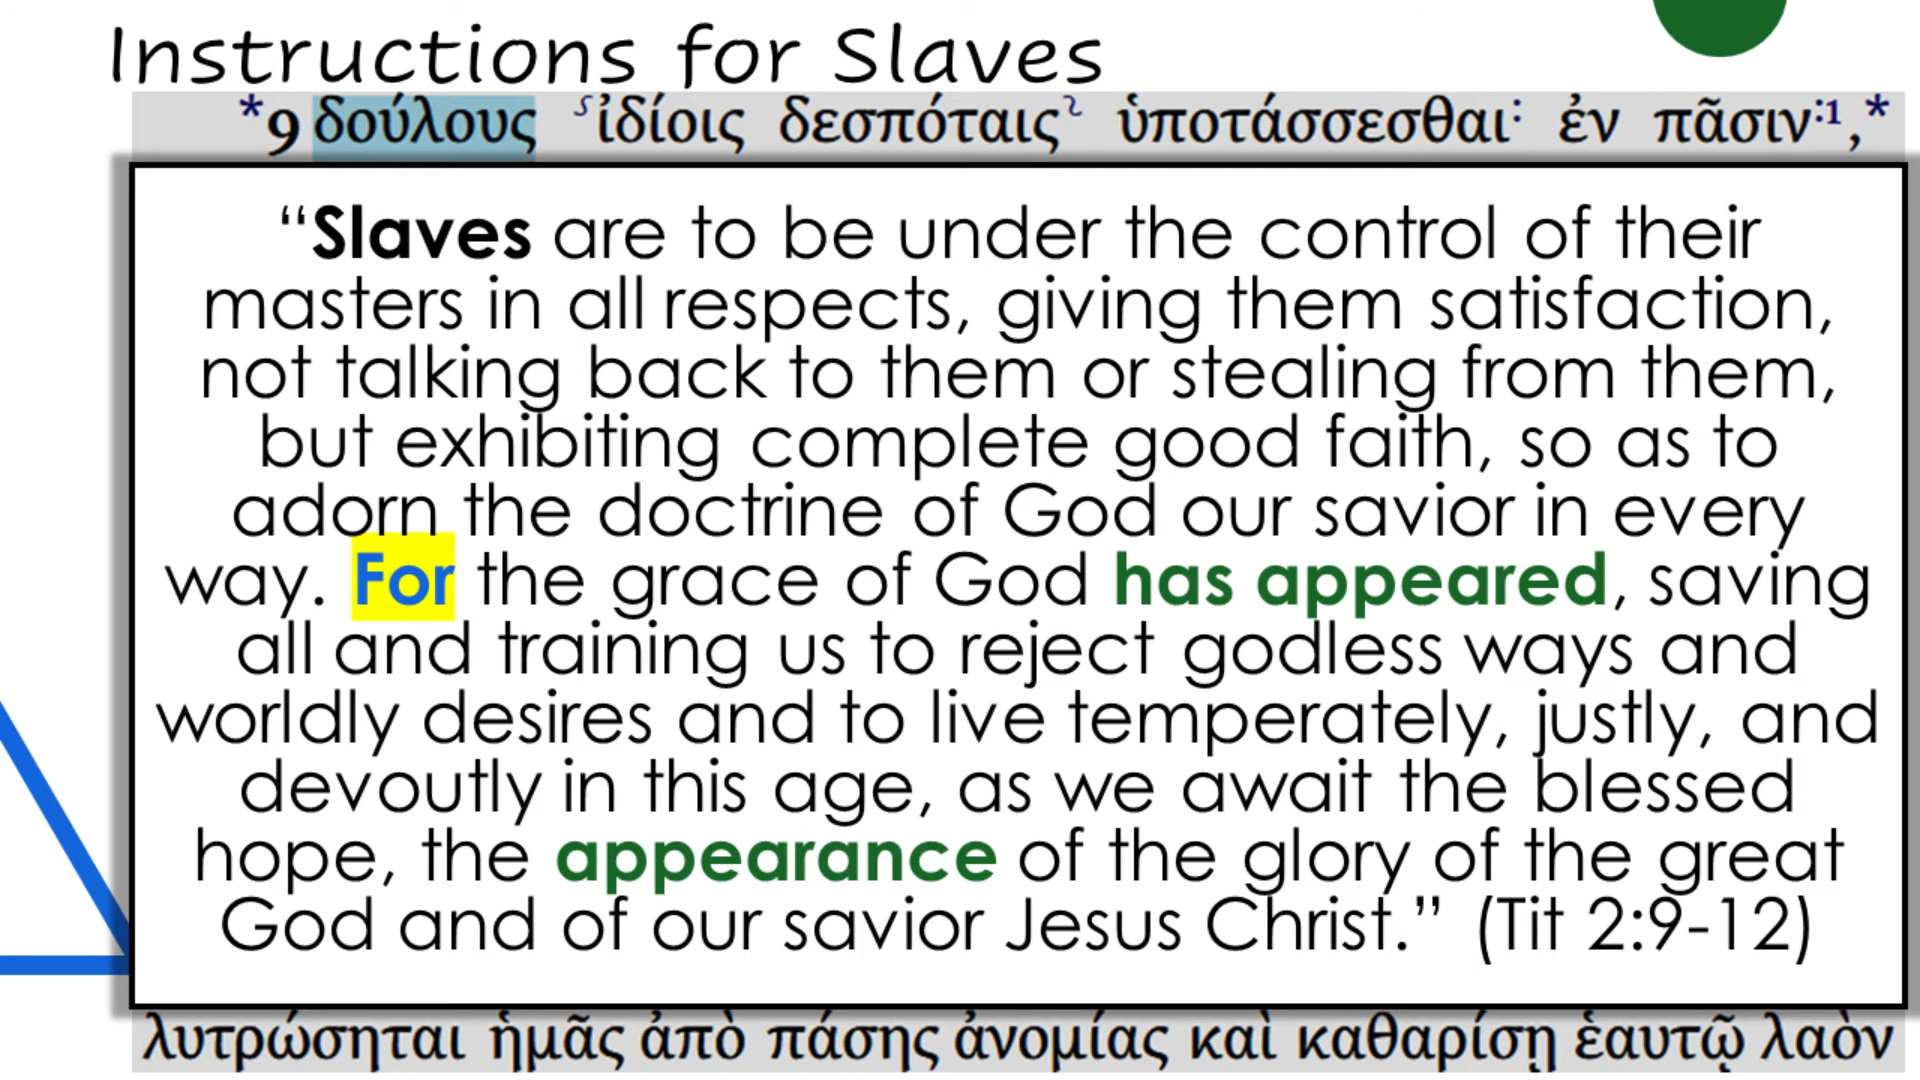 Instructions for Slaves
*9 δούλους ⸉ἰδίοις δεσπόταις⸊ ὑποτάσσεσθαι⸃ ἐν πᾶσιν:1,*
“Slaves are to be under the control of their
masters in all respects, giving them satisfaction,
not talking back to them or stealing from them,
but exhibiting complete good faith, so as to
adorn the doctrine of God our savior in every
way. For the grace of God has appeared, saving
all and training us to reject godless ways and
worldly desires and to live temperately, justly, and
devoutly in this age, as we await the blessed
hope, the appearance of the glory of the great
God and of our savior Jesus Christ.” (Tit 2:9-12)
λυτρώσηται ἡμᾶς ἀπὸ πάσης ἀνομίας καὶ καθαρίσῃ ἑαυτῷ λαὸν